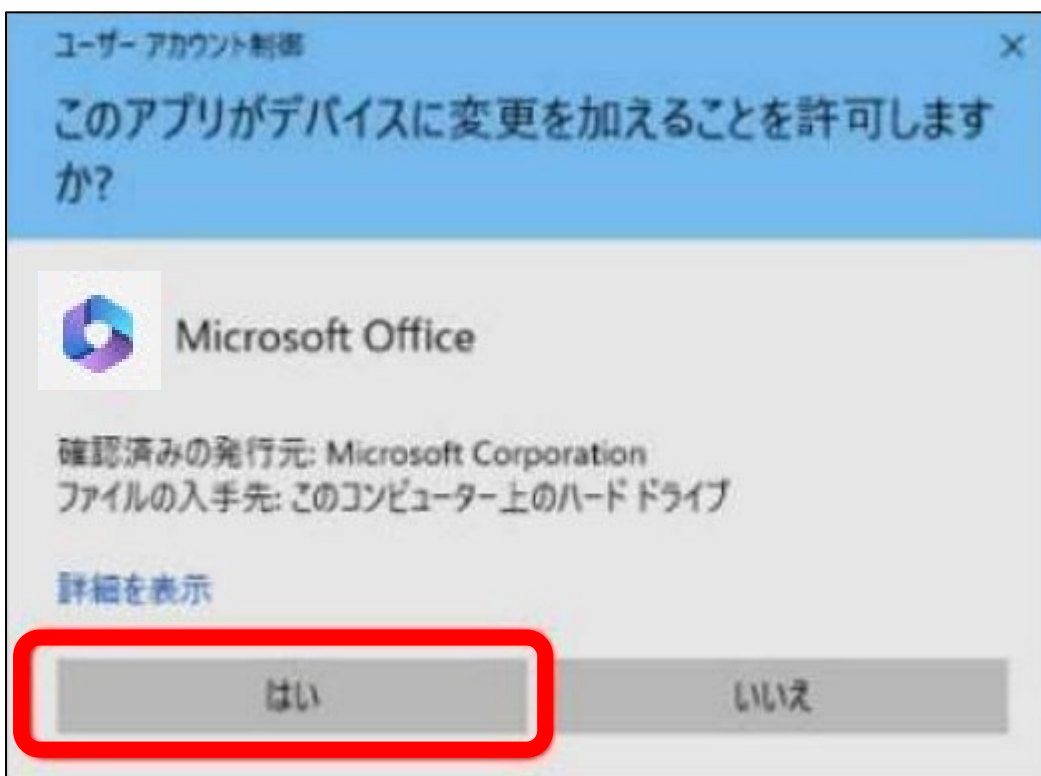 ユーザー アカウント制御
このアプリがデバイスに変更を加えることを許可します
か?
Microsoft Office
確認済みの発行元: Microsoft Corporation
ファイルの入手先: このコンピューター上のハード ドライブ
詳細を表示
はい
いいえ